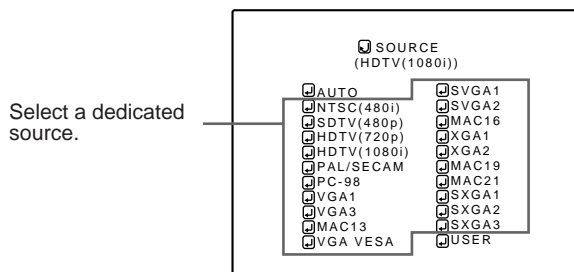 SOURCE
(HDTV(1080i))
Select a dedicated
source.
AUTO
NTSC(480i)
SDTV(480p)
HDTV(720p)
HDTV(1080i)
PAL/SECAM
PC-98
VGA1
VGA3
MAC13
VGA VESA
SVGA1
SVGA2
MAC16
XGA1
XGA2
MAC19
MAC21
SXGA1
SXGA2
SXGA3
USER